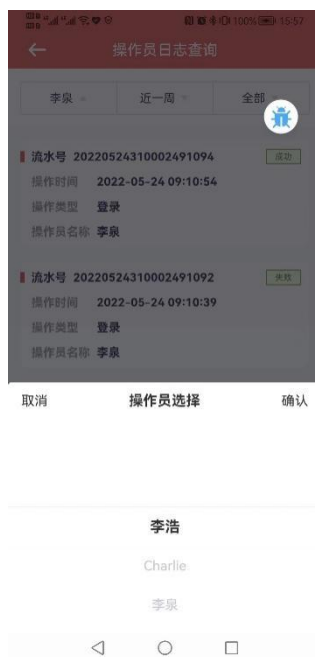 100% 15:57
操作员日志查询
李泉 近一周 全部
流水号 20220524310002491094 成功
操作时间 2022-05-24 09:10:54
操作类型 登录
操作员名称 李泉
流水号 20220524310002491092 失败
操作时间 2022-05-24 09:10:39
操作类型 登录
操作员名称 李泉
取消 操作员选择 确认
李浩
Charlie
李泉